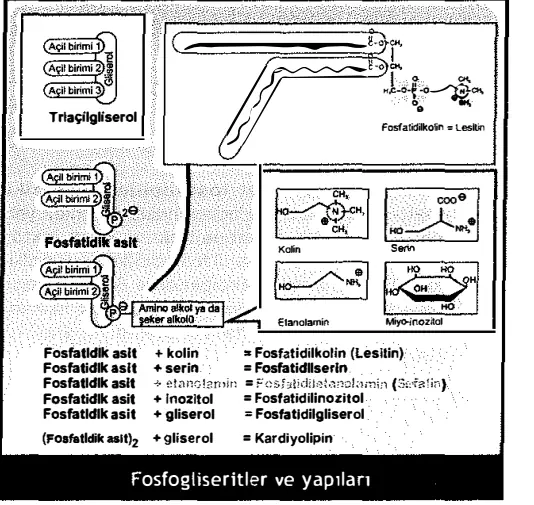 Açil birimi 1
Açil birimi 2
Açil birimi 3
Gliserol
Triaçilgliserol
Fosfatidilkolin = Lesitin
Açil birimi 1
Açil birimi 2
Gliserol
P
2⊖
Fosfatidik asit
Açil birimi 1
Açil birimi 2
Gliserol
P
⊖
Amino alkol ya da
şeker alkolü
Kolin
Serin
Etanolamin
Miyo-inozitol
Fosfatidik asit + kolin = Fosfatidilkolin (Lesitin)
Fosfatidik asit + serin = Fosfatidilserin
Fosfatidik asit + etanolamin = Fosfatidiletanolamin (Sefalin)
Fosfatidik asit + inozitol = Fosfatidilinozitol
Fosfatidik asit + gliserol = Fosfatidilgliserol
(Fosfatidik asit)₂ + gliserol = Kardiyolipin
Fosfogliseritler ve yapıları